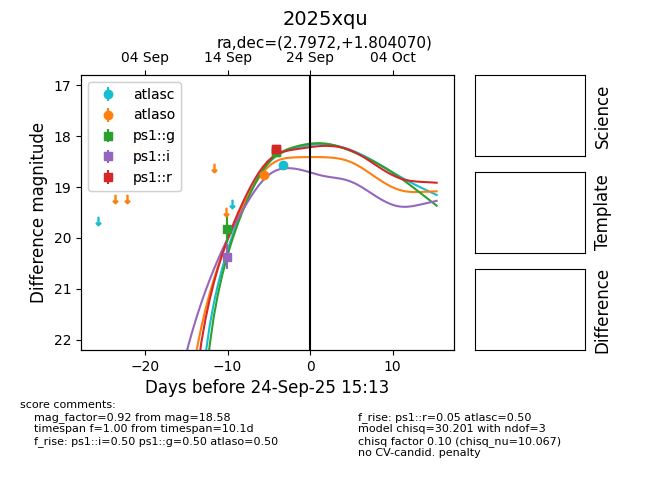 2025xqu
ra,dec=(2.7972,+1.804070)
04 Sep 14 Sep 24 Sep 04 Oct
17
18
19
20
21
22
Difference magnitude
atlasc
atlaso
ps1::g
ps1::i
ps1::r
−20 −10 0 10
Days before 24-Sep-25 15:13
Science
Template
Difference
score comments:
mag_factor=0.92 from mag=18.58
timespan f=1.00 from timespan=10.1d
f_rise: ps1::i=0.50 ps1::g=0.50 atlaso=0.50
f_rise: ps1::r=0.05 atlasc=0.50
model chisq=30.201 with ndof=3
chisq factor 0.10 (chisq_nu=10.067)
no CV-candid. penalty